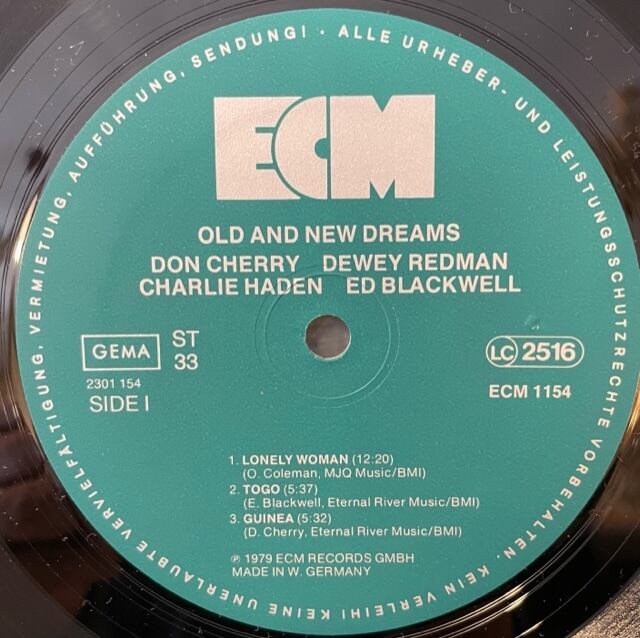 ECM
OLD AND NEW DREAMS
DON CHERRY DEWEY REDMAN
CHARLIE HADEN ED BLACKWELL
GEMA
ST
33
LC 2516
2301 154
SIDE I
ECM 1154
1. LONELY WOMAN (12:20)
(O. Coleman, MJQ Music/BMI)
2. TOGO (5:37)
(E. Blackwell, Eternal River Music/BMI)
3. GUINEA (5:32)
(D. Cherry, Eternal River Music/BMI)
℗ 1979 ECM RECORDS GMBH
MADE IN W. GERMANY
ALLE URHEBER- UND LEISTUNGSSCHUTZRECHTE VORBEHALTEN. KEIN VERLEIH! KEINE UNERLAUBTE VERVIELFÄLTIGUNG, VERMIETUNG, AUFFÜHRUNG, SENDUNG! ·